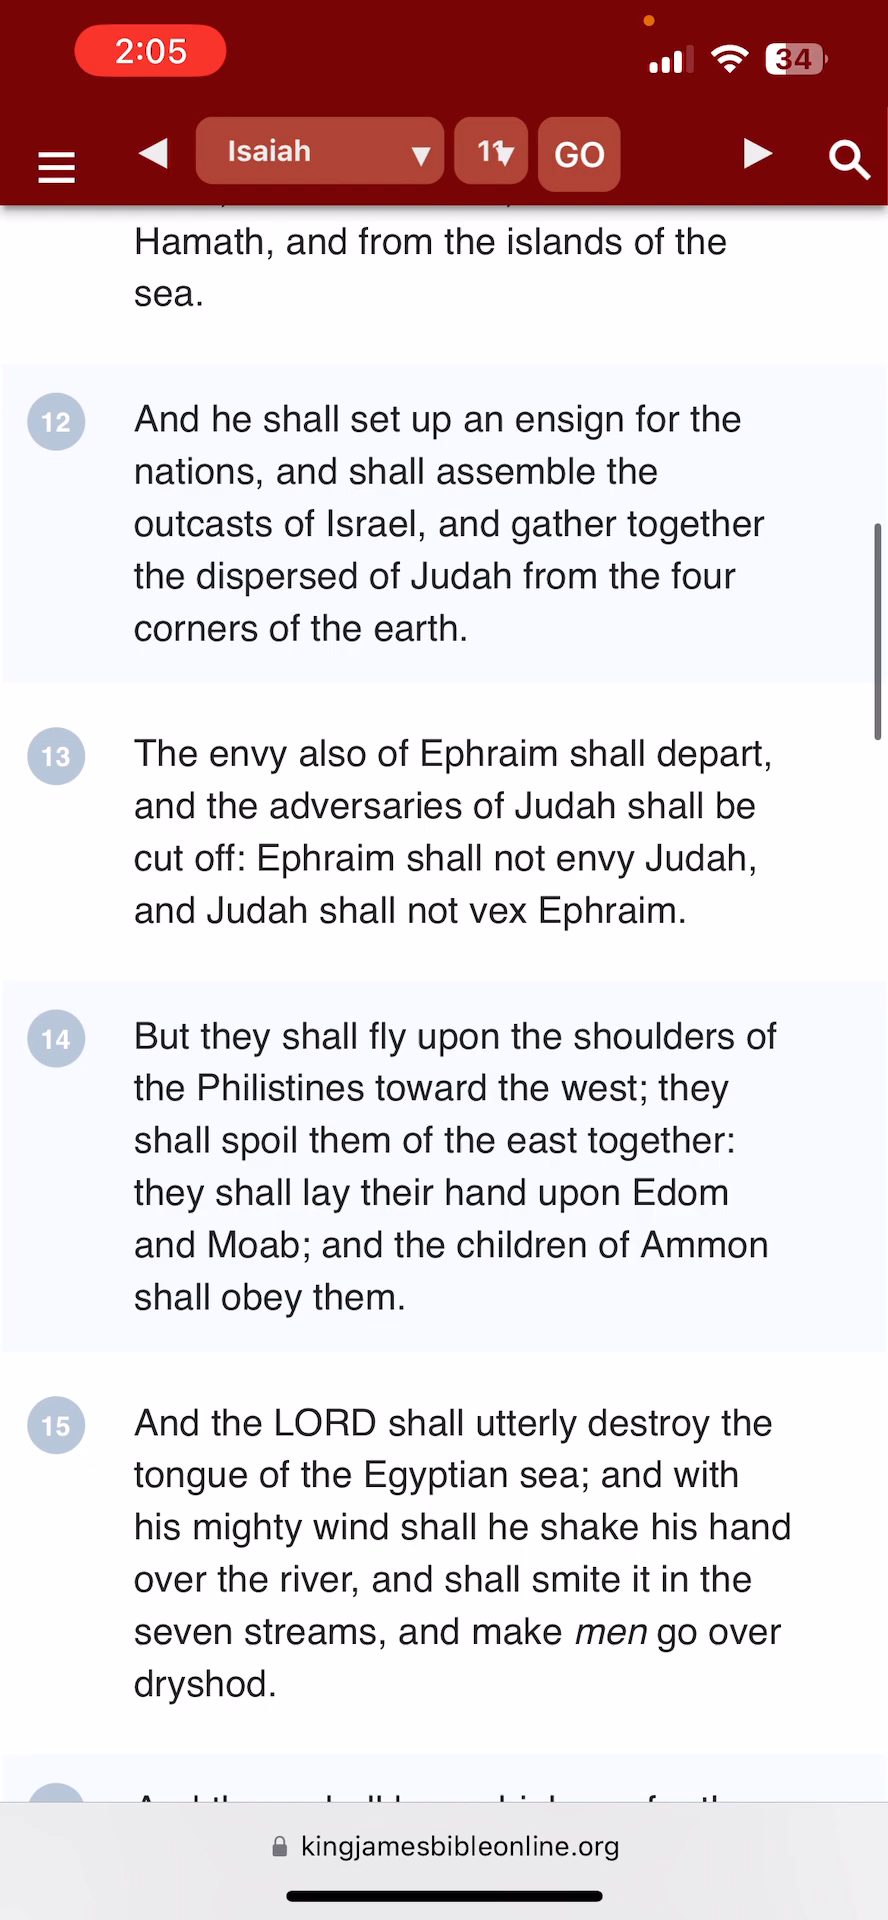 2:05
34
Isaiah
11
GO
Hamath, and from the islands of the
sea.
12
And he shall set up an ensign for the
nations, and shall assemble the
outcasts of Israel, and gather together
the dispersed of Judah from the four
corners of the earth.
13
The envy also of Ephraim shall depart,
and the adversaries of Judah shall be
cut off: Ephraim shall not envy Judah,
and Judah shall not vex Ephraim.
14
But they shall fly upon the shoulders of
the Philistines toward the west; they
shall spoil them of the east together:
they shall lay their hand upon Edom
and Moab; and the children of Ammon
shall obey them.
15
And the LORD shall utterly destroy the
tongue of the Egyptian sea; and with
his mighty wind shall he shake his hand
over the river, and shall smite it in the
seven streams, and make men go over
dryshod.
kingjamesbibleonline.org